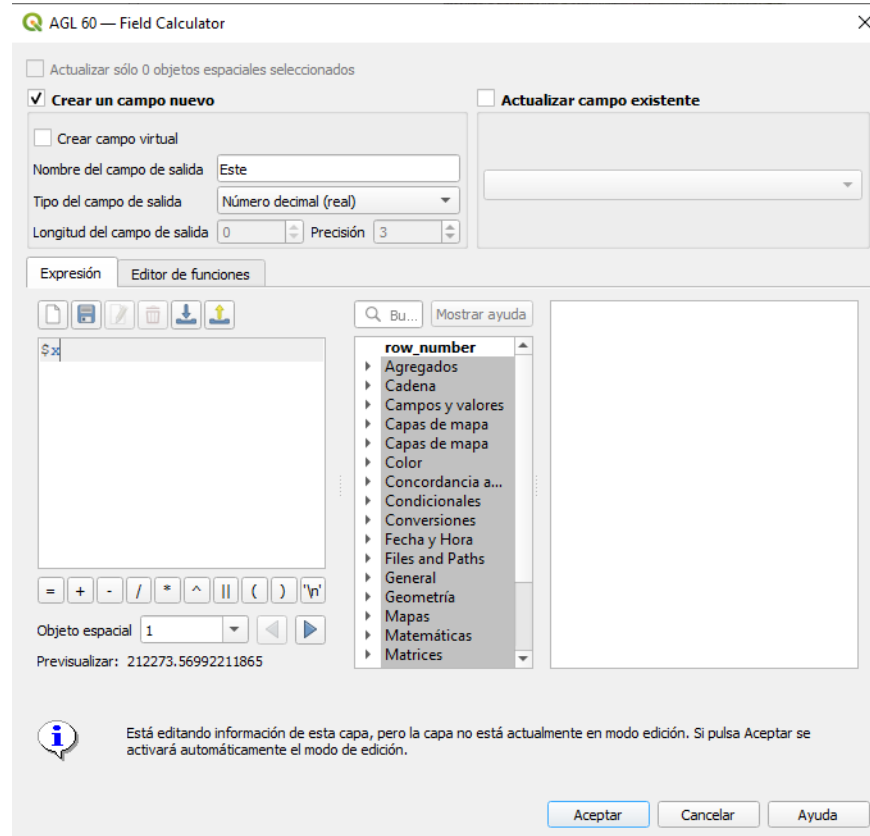 AGL 60 — Field Calculator
Actualizar sólo 0 objetos espaciales seleccionados
Crear un campo nuevo
Actualizar campo existente
Crear campo virtual
Nombre del campo de salida Este
Tipo del campo de salida Número decimal (real)
Longitud del campo de salida 0 Precisión 3
Expresión Editor de funciones
Bu... Mostrar ayuda
$x
row_number
Agregados
Cadena
Campos y valores
Capas de mapa
Capas de mapa
Color
Concordancia a...
Condicionales
Conversiones
Fecha y Hora
Files and Paths
General
Geometría
Mapas
Matemáticas
Matrices
= + - / * ^ || ( ) '\n'
Objeto espacial 1
Previsualizar: 212273.56992211865
Está editando información de esta capa, pero la capa no está actualmente en modo edición. Si pulsa Aceptar se
activará automáticamente el modo de edición.
Aceptar Cancelar Ayuda